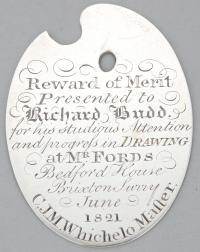 Reward of Merit
Presented to
Richard Budd.
for his studious Attention
and progress in DRAWING
at Mr FORDS
Bedford House
Brixton Surry
June
1821
C.J.M. Whichelo Master.